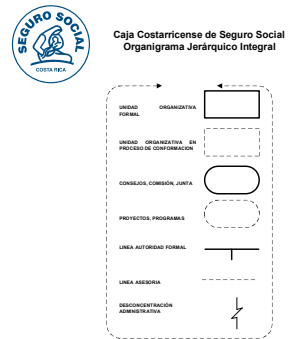 SEGURO SOCIAL
COSTA RICA
Caja Costarricense de Seguro Social
Organigrama Jerárquico Integral
UNIDAD ORGANIZATIVA
FORMAL
UNIDAD ORGANIZATIVA EN
PROCESO DE CONFORMACION
CONSEJOS, COMISIÓN, JUNTA
PROYECTOS, PROGRAMAS
LINEA AUTORIDAD FORMAL
LINEA ASESORIA
DESCONCENTRACIÓN
ADMINISTRATIVA